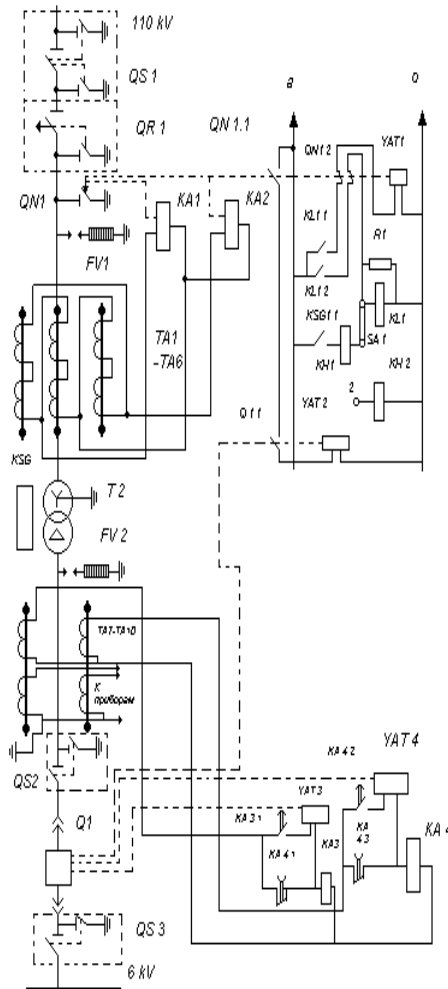 110 kV
QS 1
QR 1
QN 1.1
a
o
QN1 2
YAT1
QN1
KA1
KA2
KL1 1
R1
FV1
KL1 2
TA1
-TA6
KSG1 1
KL1
SA1
KH1
KH 2
YAT 2
2
Q1 1
KSG
T 2
FV 2
TA7-TA10
К
приборам
QS2
KA 4 2
YAT 4
Q1
YAT 3
KA 3 1
KA 4 1
KA3
KA
4 3
KA 4
QS 3
6 kV